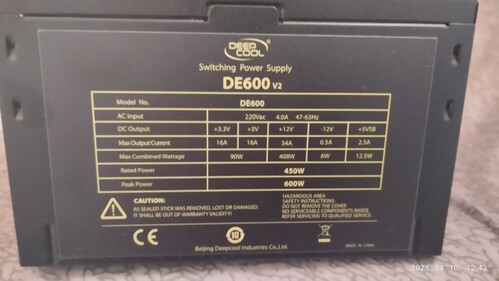 DEEP
COOL
Switching Power Supply
DE600 V2
Model No. DE600
AC Input 220Vac 4.0A 47-63Hz
DC Output +3.3V +5V +12V -12V +5VSB
Max Output Current 16A 16A 34A 0.5A 2.5A
Max Combined Wattage 90W 408W 6W 12.5W
Rated Power 450W
Peak Power 600W
CAUTION:
AS SEALED STICK WAS REMOVED, LOST OR DAMAGED.
IT SHALL BE OUT OF WARRANTY VALIDITY!
HAZARDOUS AREA
SAFETY INSTRUCTIONS
DO NOT REMOVE THE COVER
NO SERVICEABLE COMPONENTS INSIDE
REFER SERVICING TO QUALIFIED SERVICE.
CE
10
Beijing Deepcool Industries Co.,Ltd.
MADE IN CHINA
2025.04.10 12:43